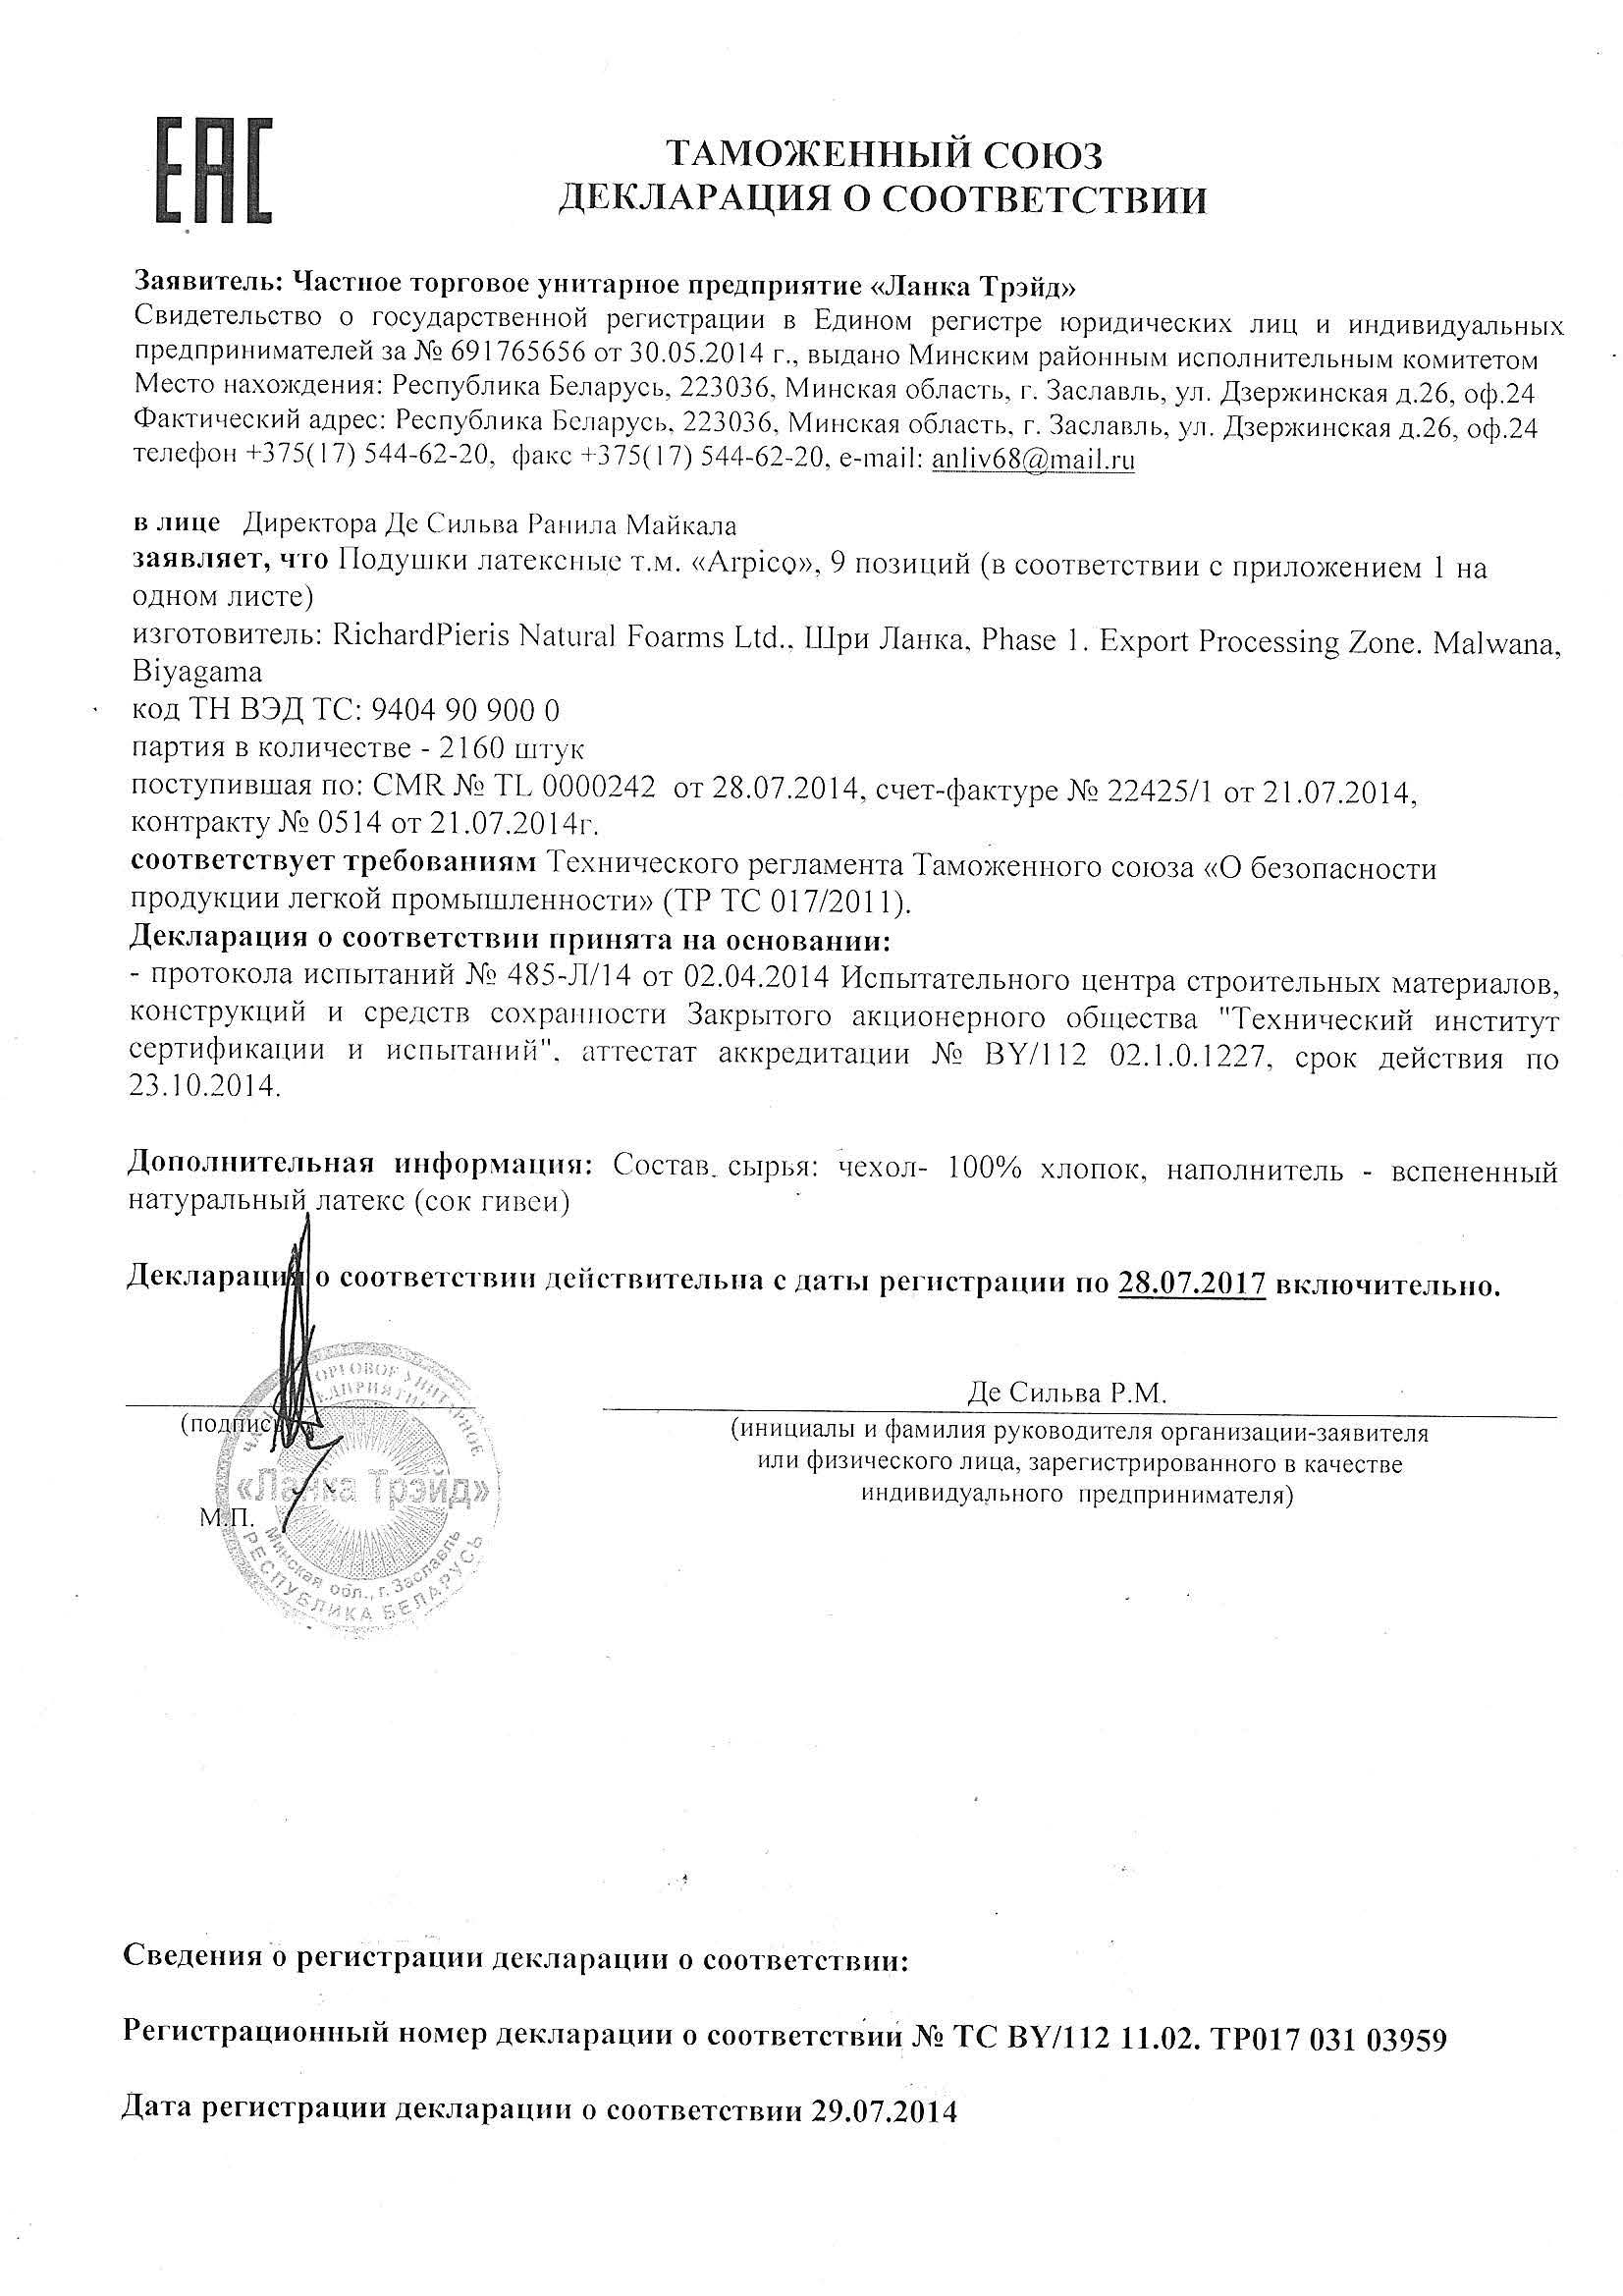 ЕАС
ТАМОЖЕННЫЙ СОЮЗ
ДЕКЛАРАЦИЯ О СООТВЕТСТВИИ
Заявитель: Частное торговое унитарное предприятие «Ланка Трэйд»
Свидетельство о государственной регистрации в Едином регистре юридических лиц и индивидуальных
предпринимателей за № 691765656 от 30.05.2014 г., выдано Минским районным исполнительным комитетом
Место нахождения: Республика Беларусь, 223036, Минская область, г. Заславль, ул. Дзержинская д.26, оф.24
Фактический адрес: Республика Беларусь, 223036, Минская область, г. Заславль, ул. Дзержинская д.26, оф.24
телефон +375(17) 544-62-20, факс +375(17) 544-62-20, e-mail: anliv68@mail.ru
в лице Директора Де Сильва Ранила Майкала
заявляет, что Подушки латексные т.м. «Arpico», 9 позиций (в соответствии с приложением 1 на
одном листе)
изготовитель: RichardPieris Natural Foarms Ltd., Шри Ланка, Phase 1. Export Processing Zone. Malwana,
Biyagama
код ТН ВЭД ТС: 9404 90 900 0
партия в количестве - 2160 штук
поступившая по: CMR № TL 0000242 от 28.07.2014, счет-фактуре № 22425/1 от 21.07.2014,
контракту № 0514 от 21.07.2014г.
соответствует требованиям Технического регламента Таможенного союза «О безопасности
продукции легкой промышленности» (ТР ТС 017/2011).
Декларация о соответствии принята на основании:
- протокола испытаний № 485-Л/14 от 02.04.2014 Испытательного центра строительных материалов,
конструкций и средств сохранности Закрытого акционерного общества "Технический институт
сертификации и испытаний", аттестат аккредитации № BY/112 02.1.0.1227, срок действия по
23.10.2014.
Дополнительная информация: Состав сырья: чехол- 100% хлопок, наполнитель - вспененный
натуральный латекс (сок гивеи)
Декларация о соответствии действительна с даты регистрации по 28.07.2017 включительно.
Де Сильва Р.М.
(подпись)
(инициалы и фамилия руководителя организации-заявителя
или физического лица, зарегистрированного в качестве
индивидуального предпринимателя)
М.П.
«Ланка Трэйд»
Минская обл., г. Заславль
РЕСПУБЛИКА БЕЛАРУСЬ
Сведения о регистрации декларации о соответствии:
Регистрационный номер декларации о соответствии № ТС BY/112 11.02. ТР017 031 03959
Дата регистрации декларации о соответствии 29.07.2014